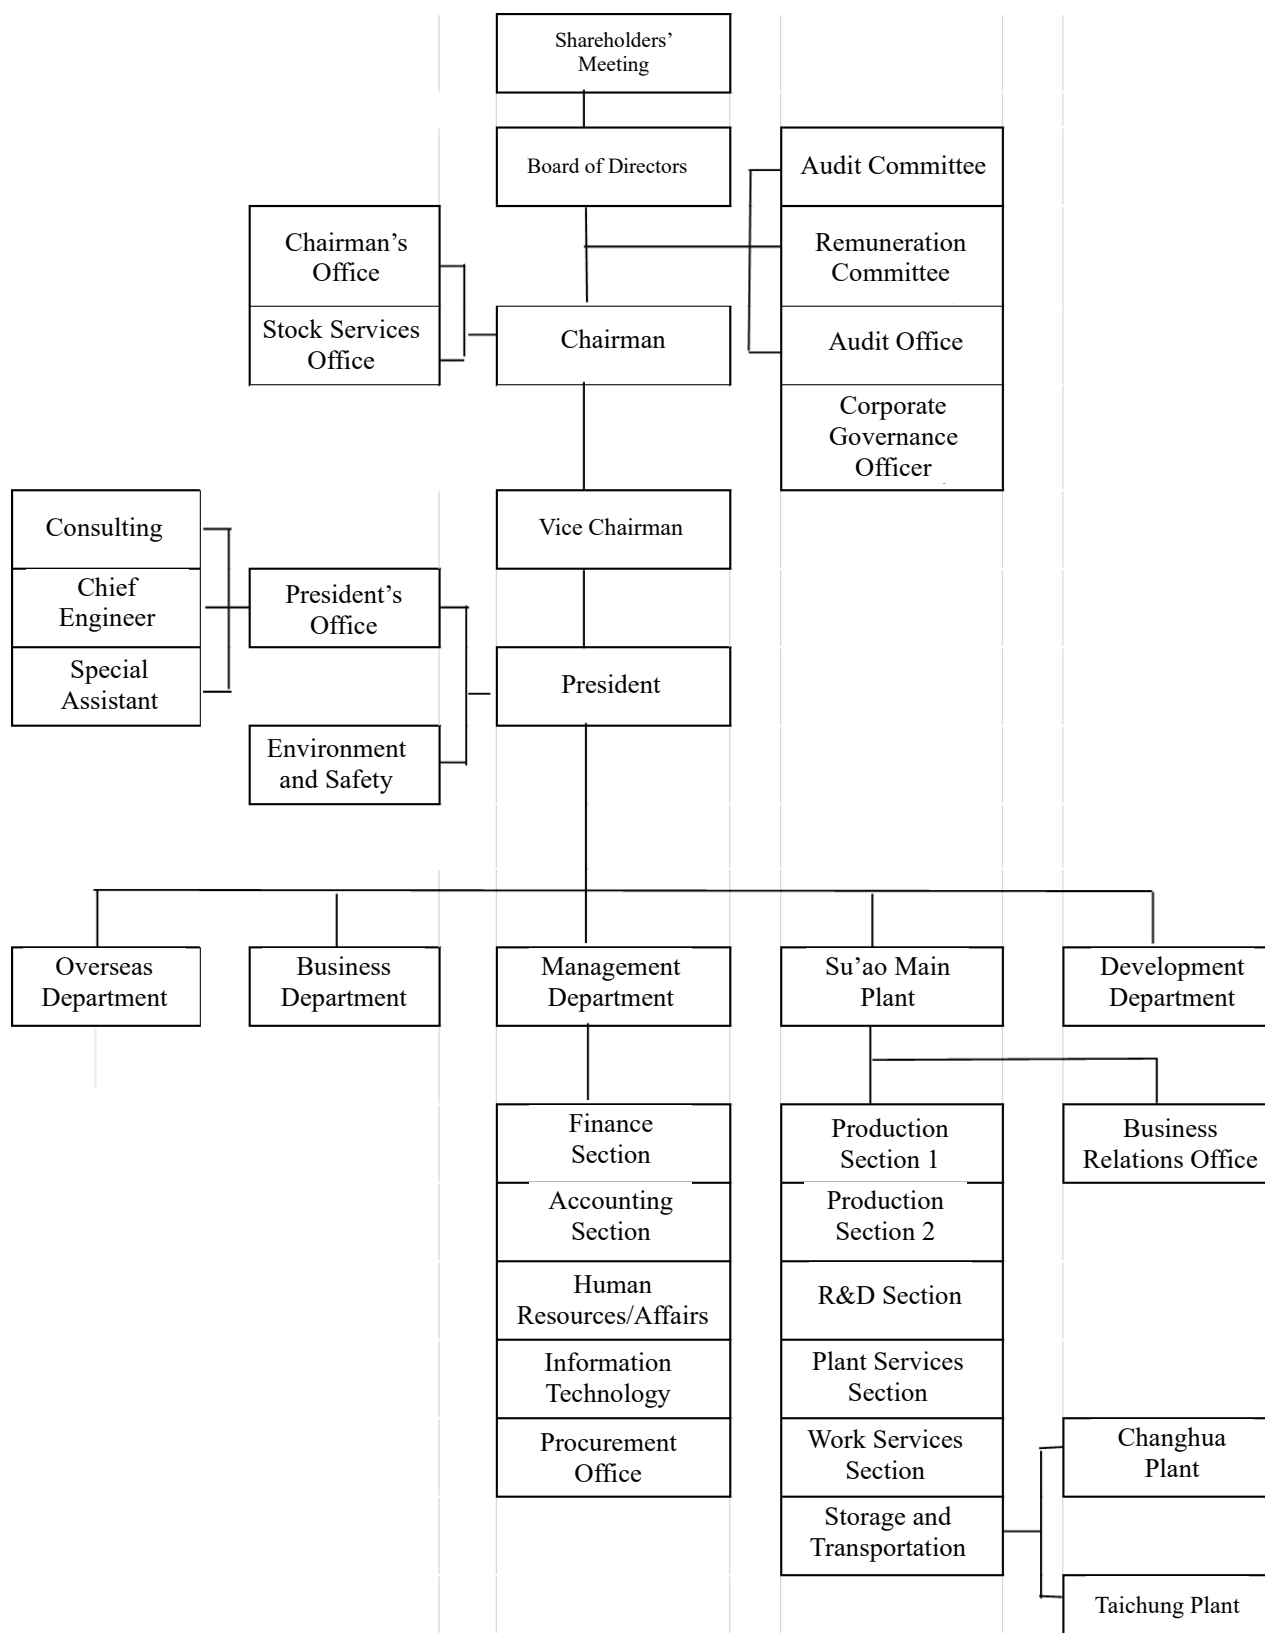 Shareholders’
Meeting
Board of Directors
Audit Committee
Chairman’s
Office
Remuneration
Committee
Stock Services
Office
Chairman
Audit Office
Corporate
Governance
Officer
Consulting
Vice Chairman
Chief
Engineer
President’s
Office
Special
Assistant
President
Environment
and Safety
Overseas
Department
Business
Department
Management
Department
Su’ao Main
Plant
Development
Department
Finance
Section
Production
Section 1
Business
Relations Office
Accounting
Section
Production
Section 2
Human
Resources/Affairs
R&D Section
Information
Technology
Plant Services
Section
Procurement
Office
Work Services
Section
Changhua
Plant
Storage and
Transportation
Taichung Plant